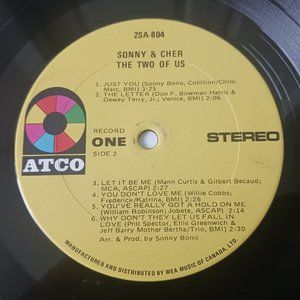 2SA-804
SONNY & CHER
THE TWO OF US
1. JUST YOU (Sonny Bono, Cotillion/Chris-
Marc, BMI) 3:25
2. THE LETTER (Don F. Bowman Harris &
Dewey Terry, Jr.; Venice, BMI) 2:06
ATCO
RECORD
ONE
SIDE 2
STEREO
3. LET IT BE ME (Mann Curtis & Gilbert Becaud;
MCA, ASCAP) 2:25
4. YOU DON'T LOVE ME (Willie Cobbs;
Frederick/Katrina, BMI) 2:32
5. YOU'VE REALLY GOT A HOLD ON ME
(William Robinson; Jobete, ASCAP) 2:23
6. WHY DON'T THEY LET US FALL IN
LOVE (Phil Spector, Ellie Greenwich &
Jeff Barry Mother Bertha/Trio, BMI) 2:30
Arr. & Prod. by Sonny Bono
MANUFACTURED AND DISTRIBUTED BY WEA MUSIC OF CANADA, LTD.